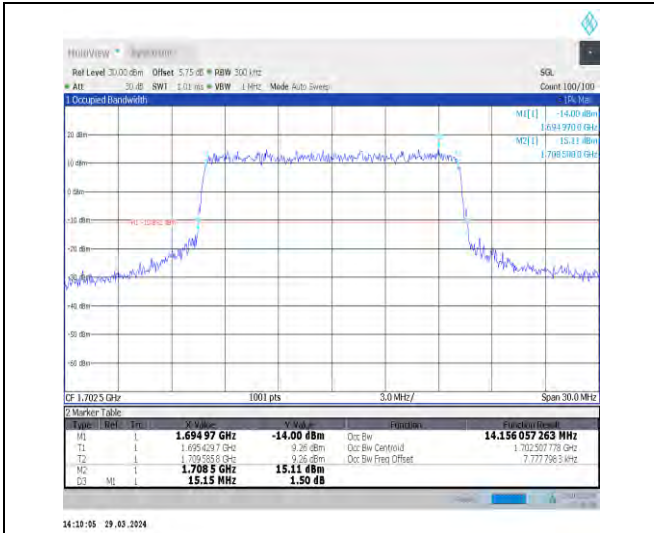 MultiView Spectrum
Ref Level 30.00 dBm Offset 5.75 dB RBW 300 kHz SGL
Att 30 dB SWT 1.01 ms VBW 1 MHz Mode Auto Sweep Count 100/100
1 Occupied Bandwidth 1Pk Max
M1[1] -14.00 dBm
1.694 970 0 GHz
M2[1] 15.11 dBm
1.708 500 0 GHz
20 dBm
10 dBm
0 dBm
-10 dBm
-20 dBm
-30 dBm
-40 dBm
-50 dBm
-60 dBm
CF 1.702 5 GHz 1001 pts 3.0 MHz/ Span 30.0 MHz
2 Marker Table
Type Ref Trc X-Value Y-Value Function Function Result
M1 1 1.694 97 GHz -14.00 dBm Occ Bw 14.156 057 263 MHz
T1 1 1.695 429 7 GHz 9.26 dBm Occ Bw Centroid 1.702 507 778 GHz
T2 1 1.709 585 8 GHz 9.26 dBm Occ Bw Freq Offset 7.777 798 3 kHz
M2 1 1.708 5 GHz 15.11 dBm
D3 M1 1 15.15 MHz 1.50 dB
14:10:05 29.03.2024